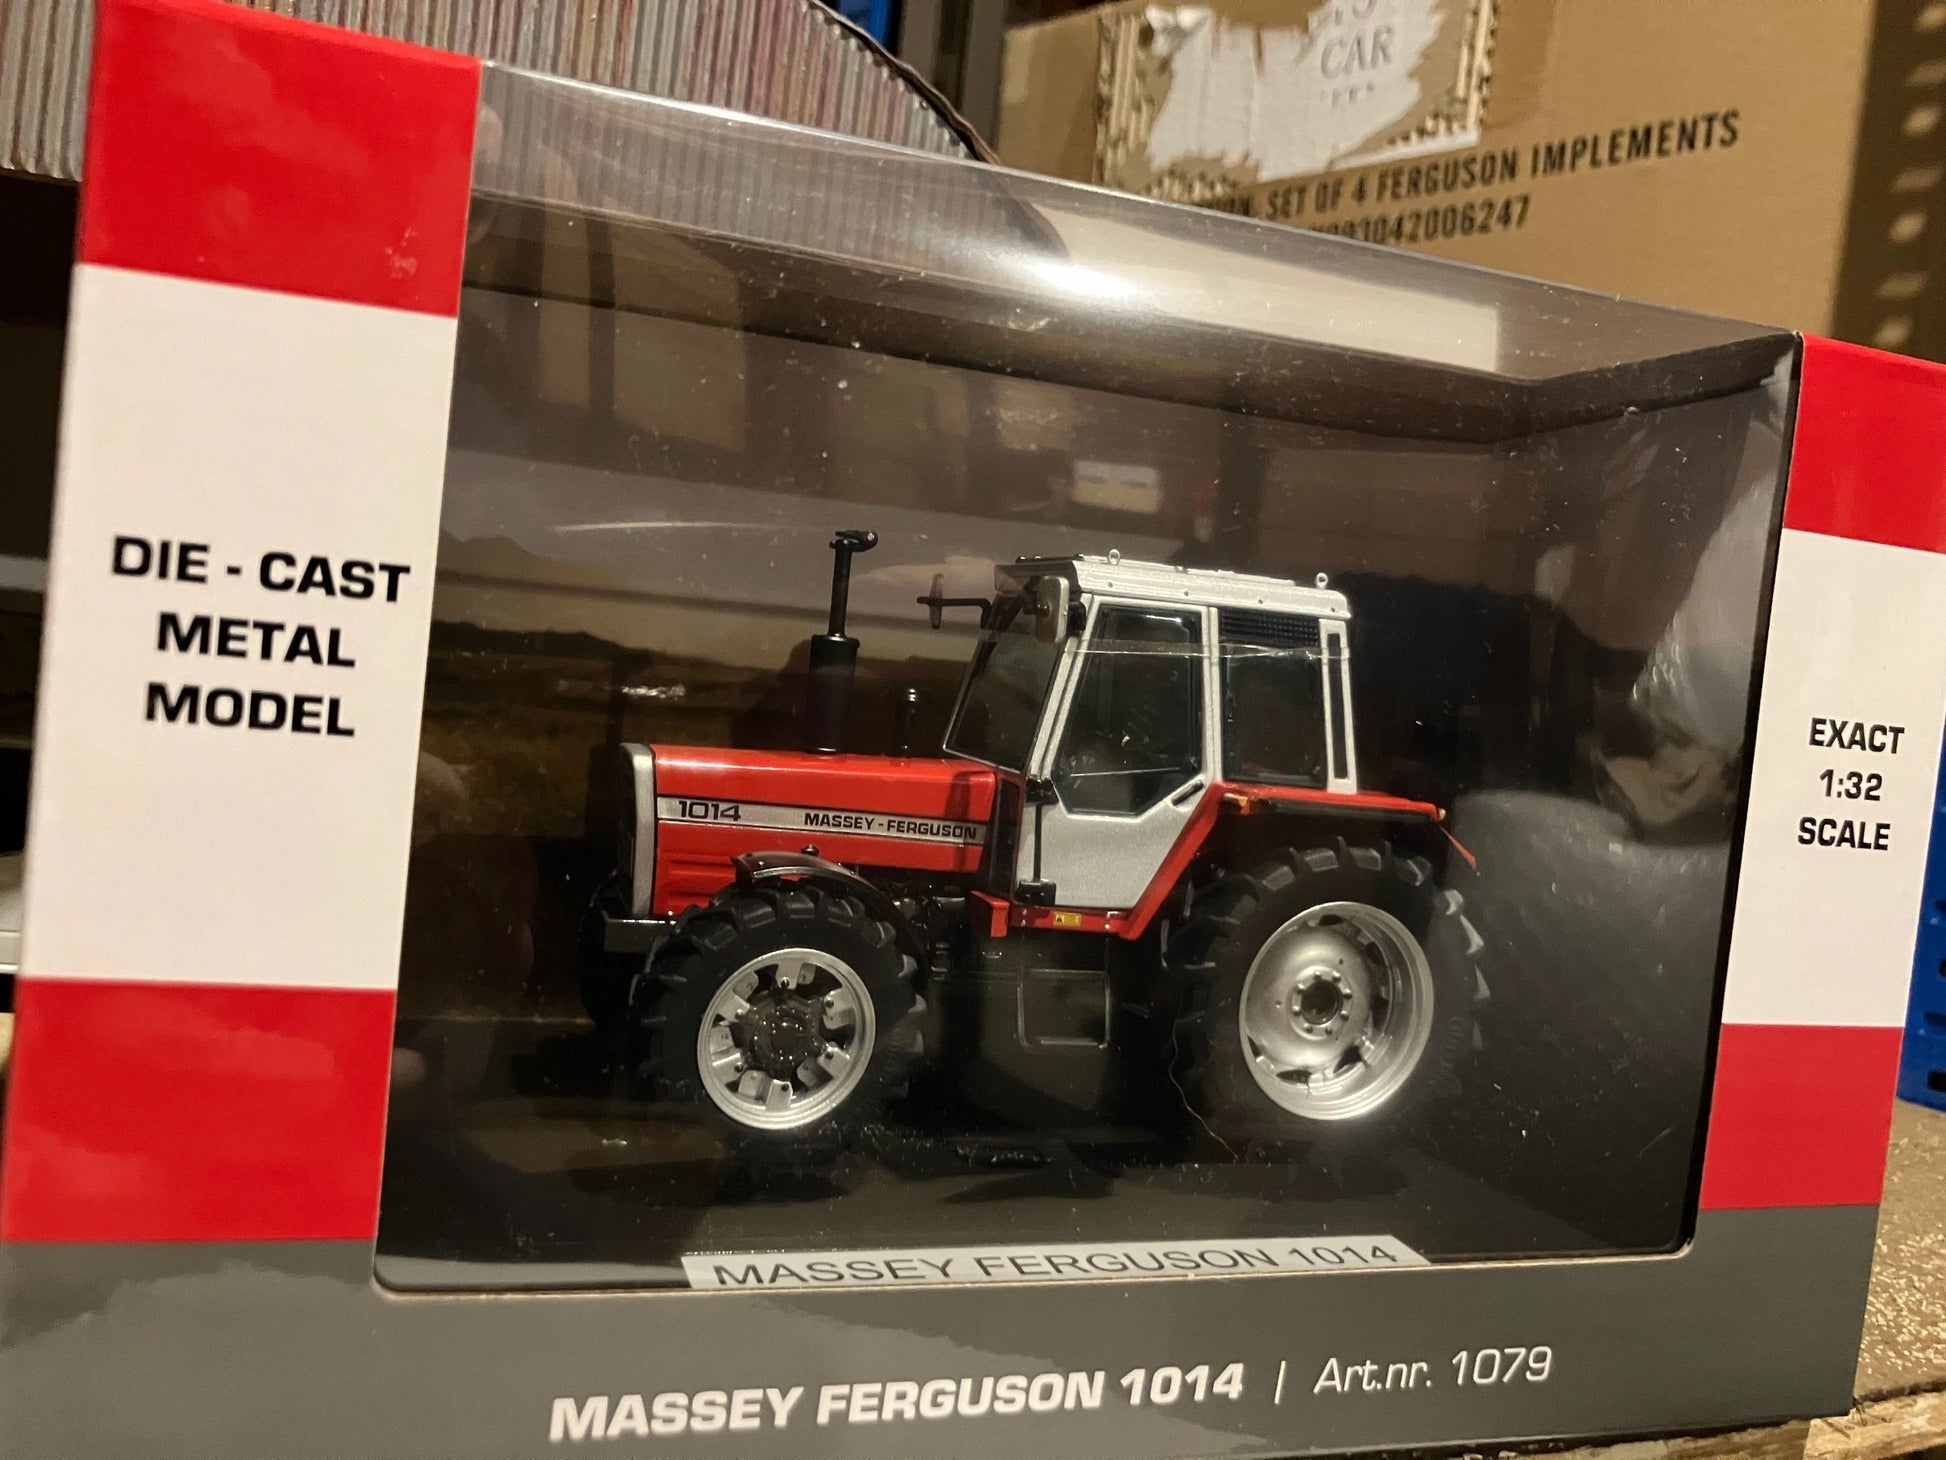 CAR
SET OF 4 FERGUSON IMPLEMENTS
DIE - CAST
METAL
MODEL
1014 MASSEY - FERGUSON
EXACT
1:32
SCALE
MASSEY FERGUSON 1014
MASSEY FERGUSON 1014 | Art.nr. 1079